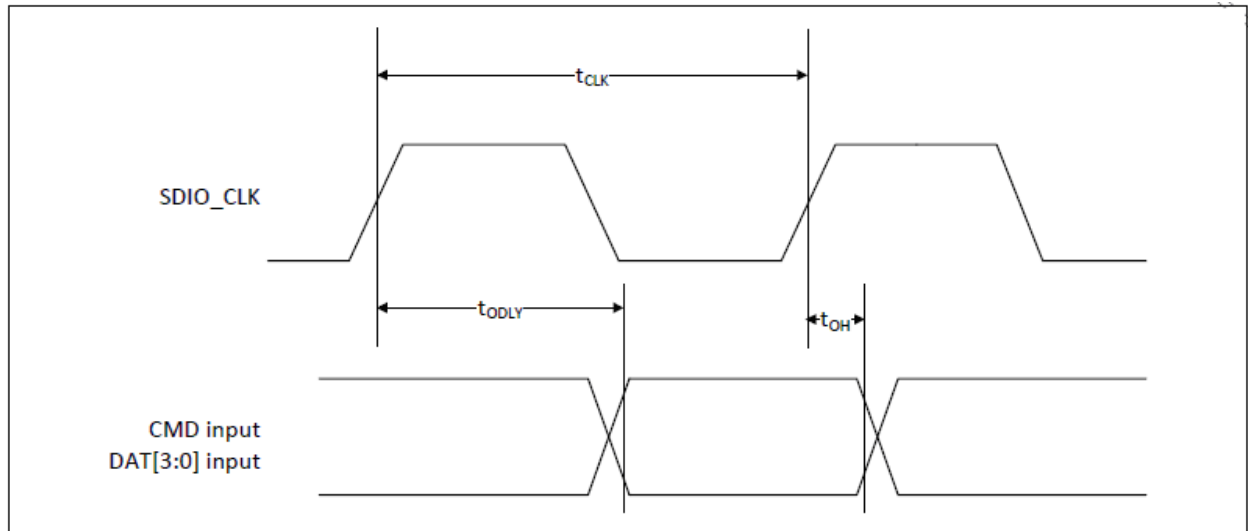 tCLK
SDIO_CLK
tODLY
tOH
CMD input
DAT[3:0] input